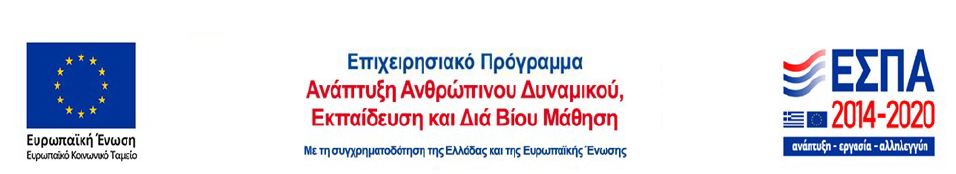 Ευρωπαϊκή Ένωση
Ευρωπαϊκό Κοινωνικό Ταμείο
Επιχειρησιακό Πρόγραμμα
Ανάπτυξη Ανθρώπινου Δυναμικού,
Εκπαίδευση και Διά Βίου Μάθηση
Με τη συγχρηματοδότηση της Ελλάδας και της Ευρωπαϊκής Ένωσης
ΕΣΠΑ
2014-2020
ανάπτυξη - εργασία - αλληλεγγύη